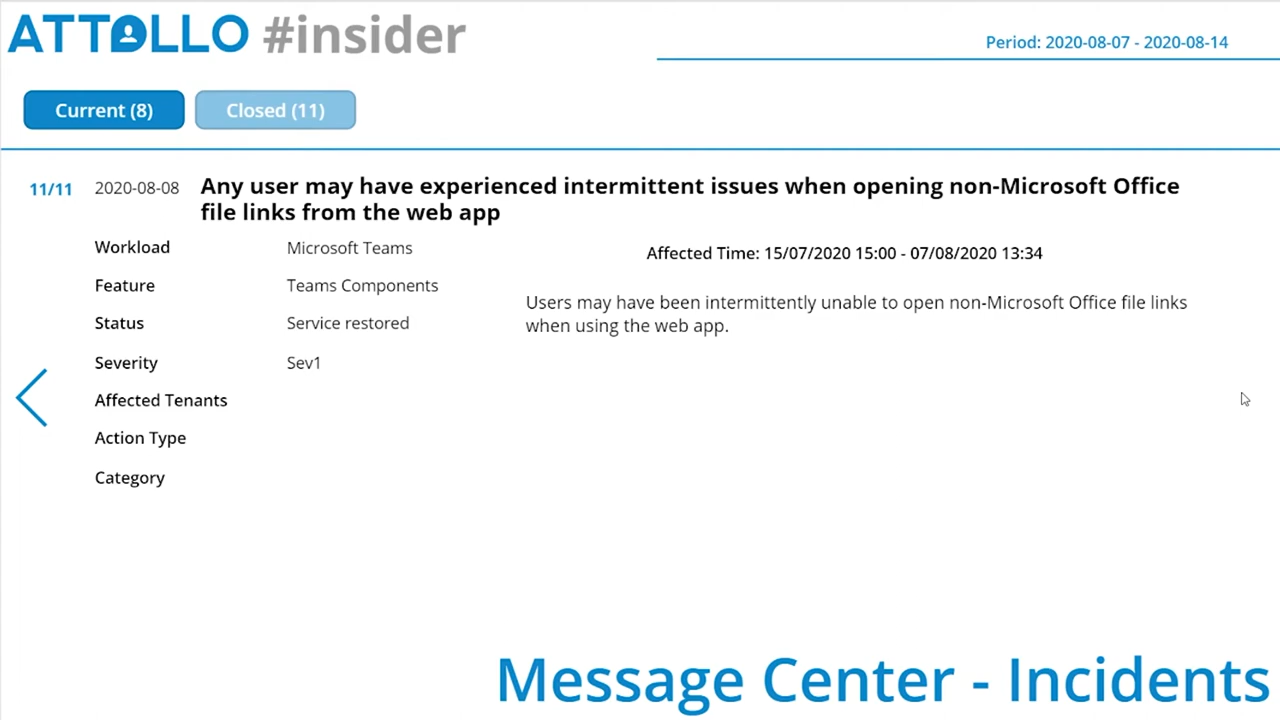 ATTOLLO #insider
Period: 2020-08-07 - 2020-08-14
Current (8) Closed (11)
11/11 2020-08-08 Any user may have experienced intermittent issues when opening non-Microsoft Office
file links from the web app
Workload Microsoft Teams
Affected Time: 15/07/2020 15:00 - 07/08/2020 13:34
Feature Teams Components
Users may have been intermittently unable to open non-Microsoft Office file links
when using the web app.
Status Service restored
Severity Sev1
Affected Tenants
Action Type
Category
Message Center - Incidents